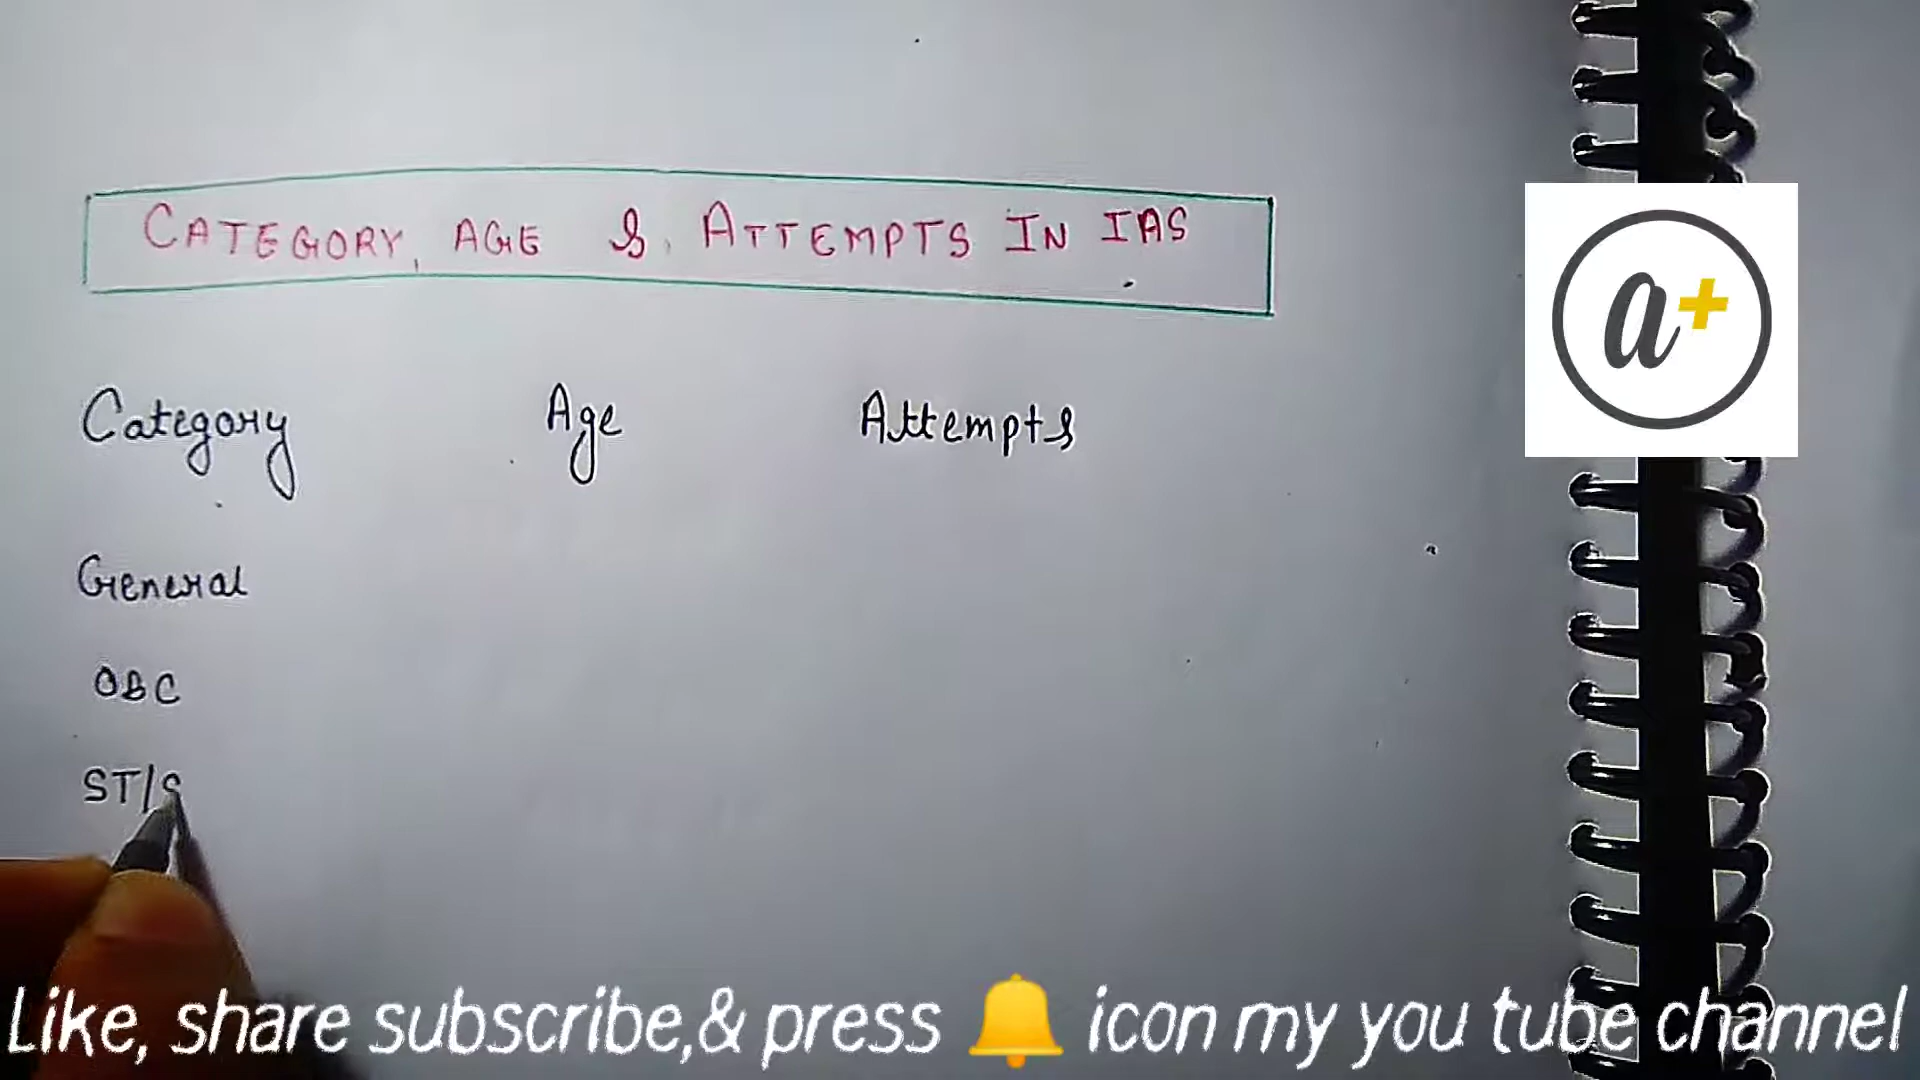 CATEGORY, AGE & ATTEMPTS IN IAS
a+
Category Age Attempts
General
OBC
ST/S
Like, share subscribe,& press 🔔 icon my you tube channel